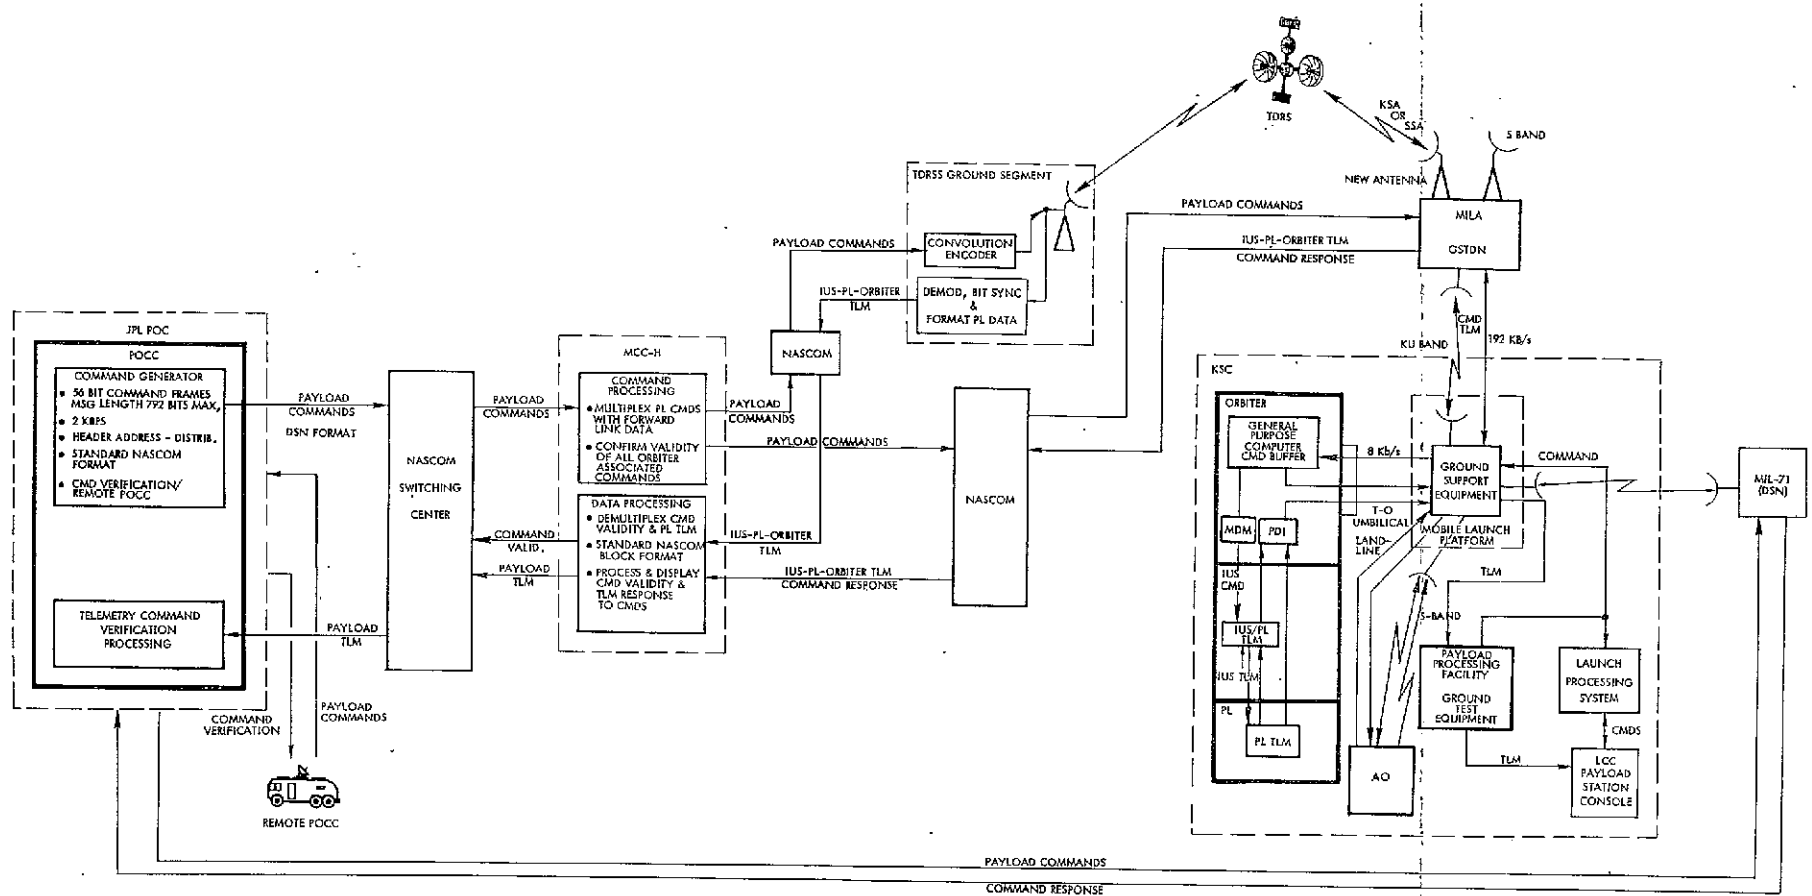 TDRS
KSA
OR
SSA
S BAND
NEW ANTENNA
MILA
GSTDN
TDRSS GROUND SEGMENT
PAYLOAD COMMANDS
CONVOLUTION
ENCODER
IUS-PL-ORBITER
TLM
DEMOD, BIT SYNC
&
FORMAT PL DATA
PAYLOAD COMMANDS
IUS-PL-ORBITER TLM
COMMAND RESPONSE
CMD
TLM
KU BAND
192 KB/s
JPL POC
POCC
COMMAND GENERATOR
• 56 BIT COMMAND FRAMES
MSG LENGTH 792 BITS MAX,
• 2 KBPS
• HEADER ADDRESS - DISTRIB.
• STANDARD NASCOM
FORMAT
• CMD VERIFICATION/
REMOTE POCC
TELEMETRY COMMAND
VERIFICATION
PROCESSING
PAYLOAD
COMMANDS
DSN FORMAT
PAYLOAD
TLM
NASCOM
SWITCHING
CENTER
PAYLOAD
COMMANDS
COMMAND
VALID.
PAYLOAD
TLM
MCC-H
COMMAND
PROCESSING
• MULTIPLEX PL CMDS
WITH FORWARD
LINK DATA
• CONFIRM VALIDITY
OF ALL ORBITER
ASSOCIATED
COMMANDS
DATA PROCESSING
• DEMULTIPLEX CMD
VALIDITY & PL TLM
• STANDARD NASCOM
BLOCK FORMAT
• PROCESS & DISPLAY
CMD VALIDITY &
TLM RESPONSE
TO CMDS
NASCOM
PAYLOAD
COMMANDS
PAYLOAD COMMANDS
IUS-PL-ORBITER
TLM
IUS-PL-ORBITER TLM
COMMAND RESPONSE
NASCOM
KSC
ORBITER
GENERAL
PURPOSE
COMPUTER
CMD BUFFER
MDM
PDI
IUS
CMD
IUS/PL
TLM
IUS TLM
PL
PL TLM
8 Kb/s
GROUND
SUPPORT
EQUIPMENT
T-O
UMBILICAL
LAND-
LINE
MOBILE LAUNCH
PLATFORM
COMMAND
MIL-71
(DSN)
TLM
S-BAND
PAYLOAD
PROCESSING
FACILITY
GROUND
TEST
EQUIPMENT
LAUNCH
PROCESSING
SYSTEM
CMDS
TLM
LCC
PAYLOAD
STATION
CONSOLE
AO
COMMAND
VERIFICATION
PAYLOAD
COMMANDS
REMOTE POCC
PAYLOAD COMMANDS
COMMAND RESPONSE